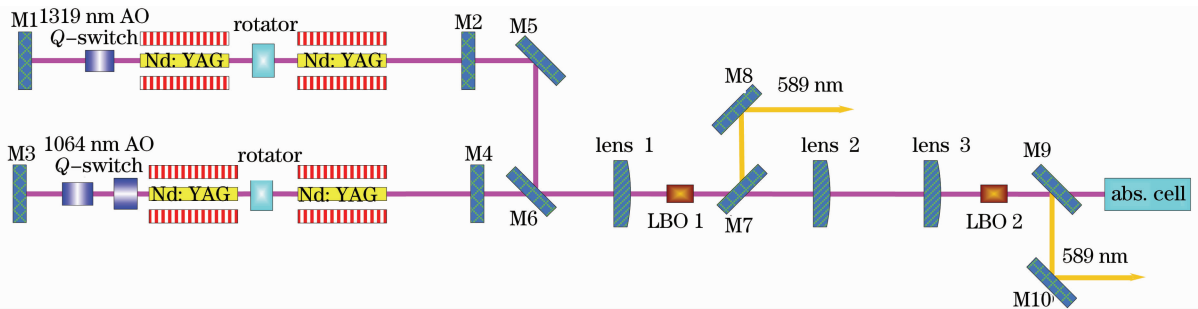 M1
1319 nm AO
Q-switch
Nd: YAG
rotator
Nd: YAG
M2
M5
M8
589 nm
M3
1064 nm AO
Q-switch
Nd: YAG
rotator
Nd: YAG
M4
M6
lens 1
LBO 1
M7
lens 2
lens 3
LBO 2
M9
abs. cell
589 nm
M10